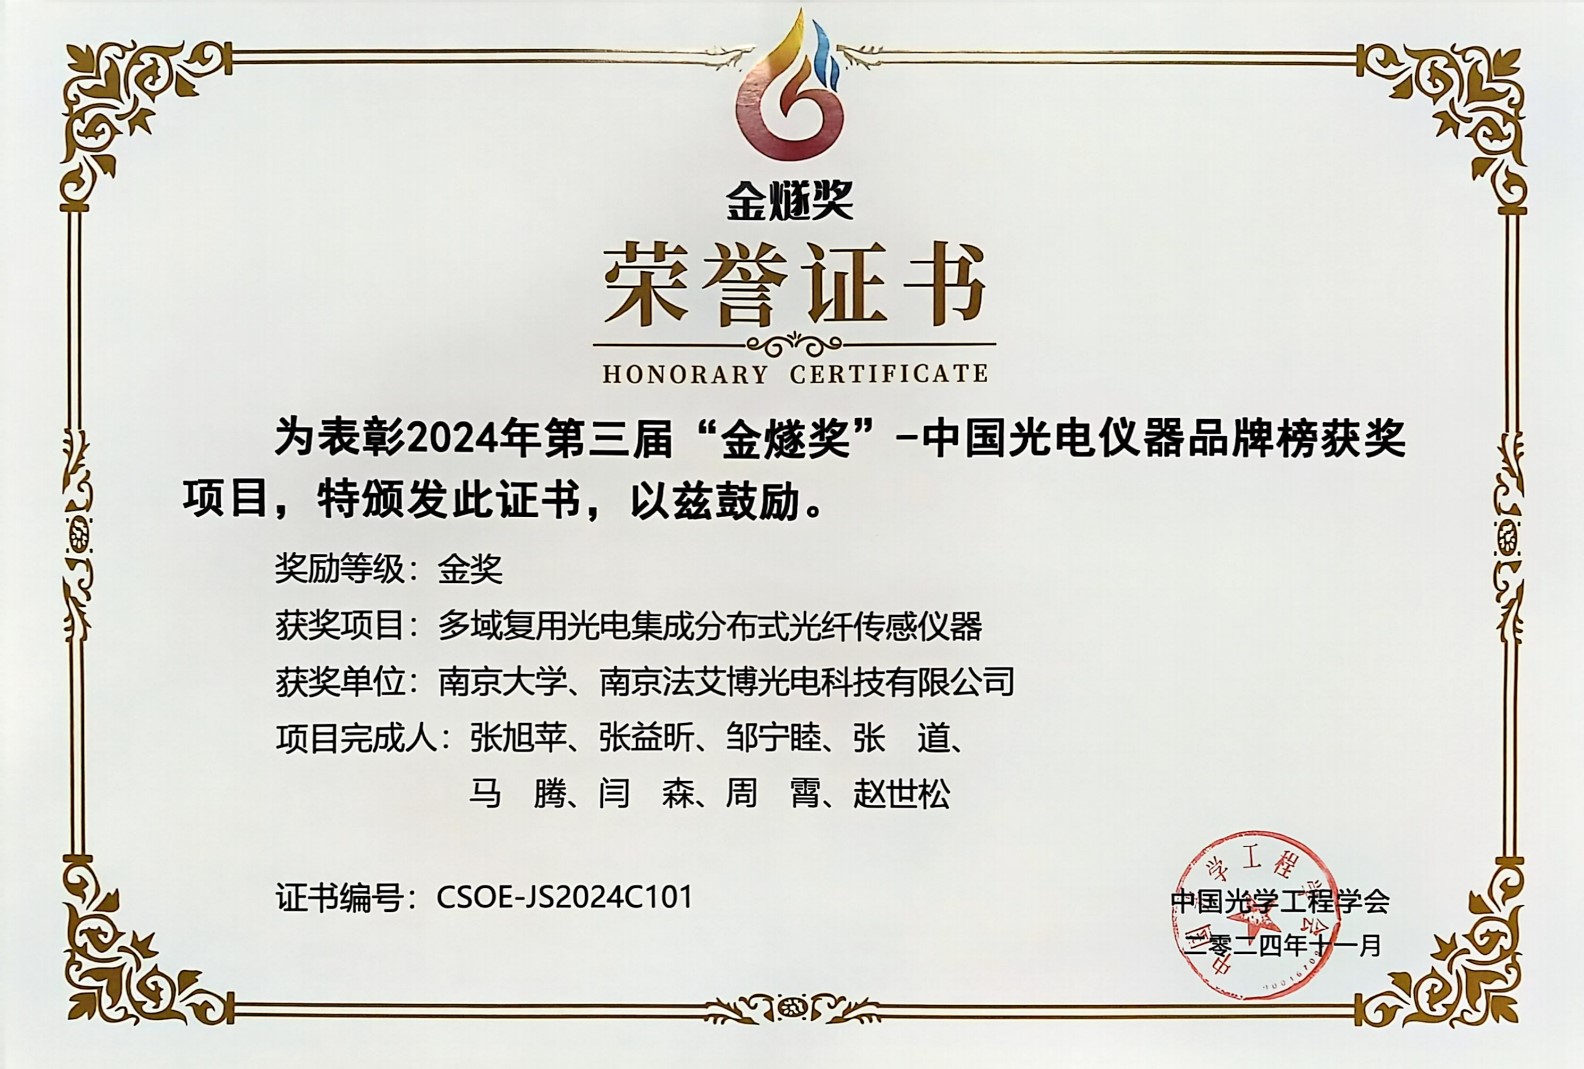 金燧奖
荣誉证书
HONORARY CERTIFICATE
为表彰2024年第三届“金燧奖”-中国光电仪器品牌榜获奖
项目，特颁发此证书，以兹鼓励。
奖励等级：金奖
获奖项目：多域复用光电集成分布式光纤传感仪器
获奖单位：南京大学、南京法艾博光电科技有限公司
项目完成人：张旭苹、张益昕、邹宁睦、张　道、
马　腾、闫　森、周　霄、赵世松
证书编号：CSOE-JS2024C101
中国光学工程学会
二零二四年十一月